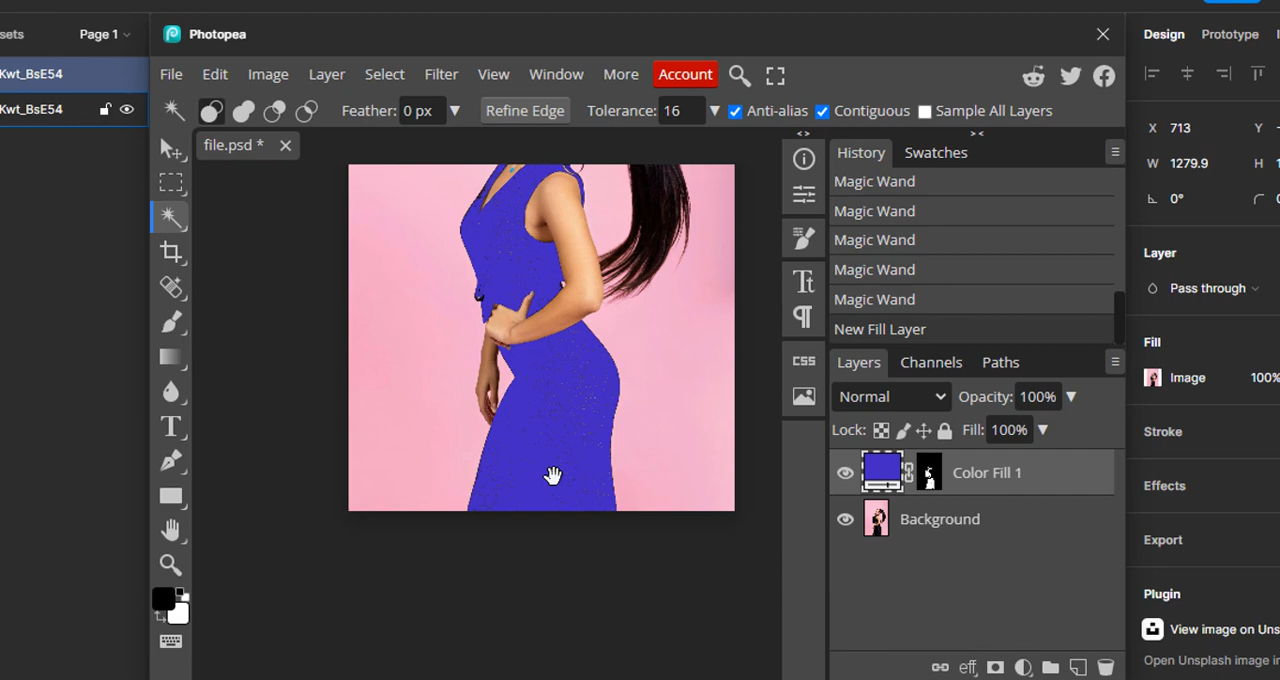 sets
Page 1
Photopea
Design
Prototype
Kwt_BsE54
File
Edit
Image
Layer
Select
Filter
View
Window
More
Account
Kwt_BsE54
Feather: 0 px
Refine Edge
Tolerance: 16
Anti-alias
Contiguous
Sample All Layers
file.psd *
X 713
Y
W 1279.9
H
0°
History
Swatches
Magic Wand
Magic Wand
Magic Wand
Magic Wand
Magic Wand
New Fill Layer
Layers
Channels
Paths
Normal
Opacity: 100%
Lock:
Fill: 100%
Color Fill 1
Background
Tt
CSS
T
eff
Layer
Pass through
Fill
Image
100%
Stroke
Effects
Export
Plugin
View image on Uns
Open Unsplash image in